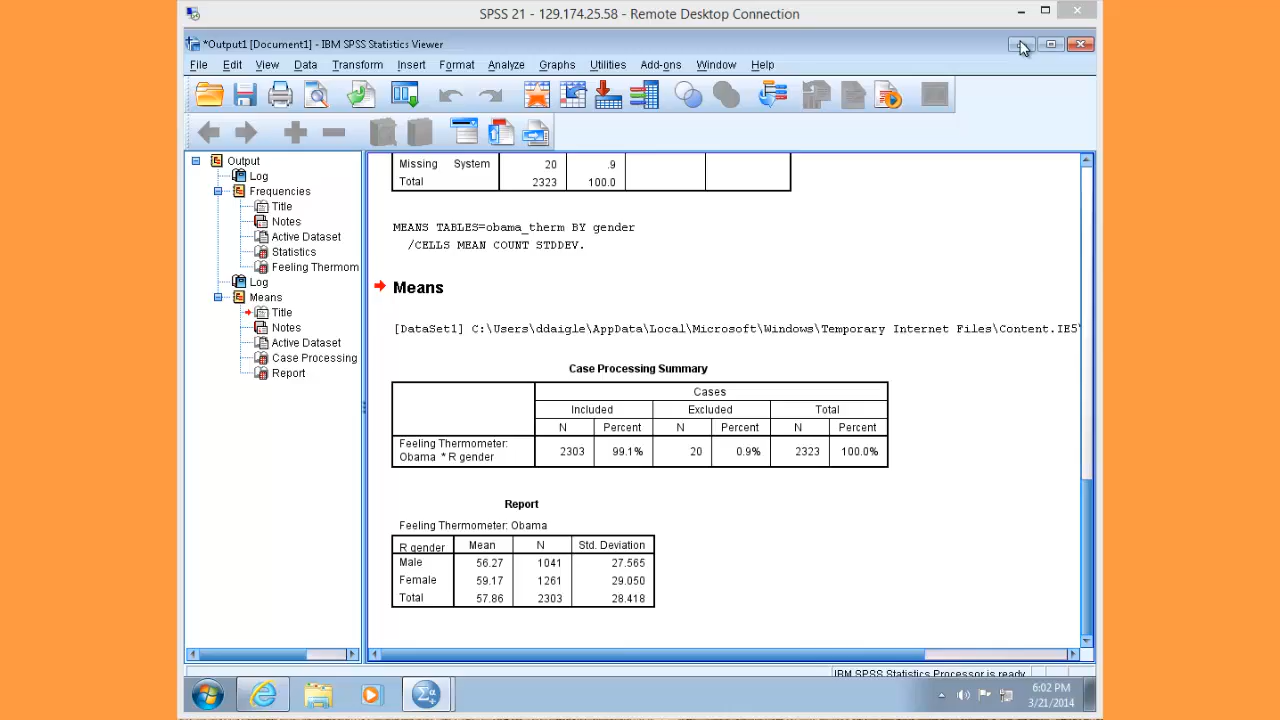 SPSS 21 - 129.174.25.58 - Remote Desktop Connection
*Output1 [Document1] - IBM SPSS Statistics Viewer
File Edit View Data Transform Insert Format Analyze Graphs Utilities Add-ons Window Help
Output
Log
Frequencies
Title
Notes
Active Dataset
Statistics
Feeling Thermom
Log
Means
Title
Notes
Active Dataset
Case Processing
Report
Missing System 20 .9
Total 2323 100.0
MEANS TABLES=obama_therm BY gender
/CELLS MEAN COUNT STDDEV.
Means
[DataSet1] C:\Users\ddaigle\AppData\Local\Microsoft\Windows\Temporary Internet Files\Content.IE5\
Case Processing Summary
Cases
Included Excluded Total
N Percent N Percent N Percent
Feeling Thermometer:
Obama * R gender 2303 99.1% 20 0.9% 2323 100.0%
Report
Feeling Thermometer: Obama
R gender Mean N Std. Deviation
Male 56.27 1041 27.565
Female 59.17 1261 29.050
Total 57.86 2303 28.418
IBM SPSS Statistics Processor is ready
6:02 PM
3/21/2014